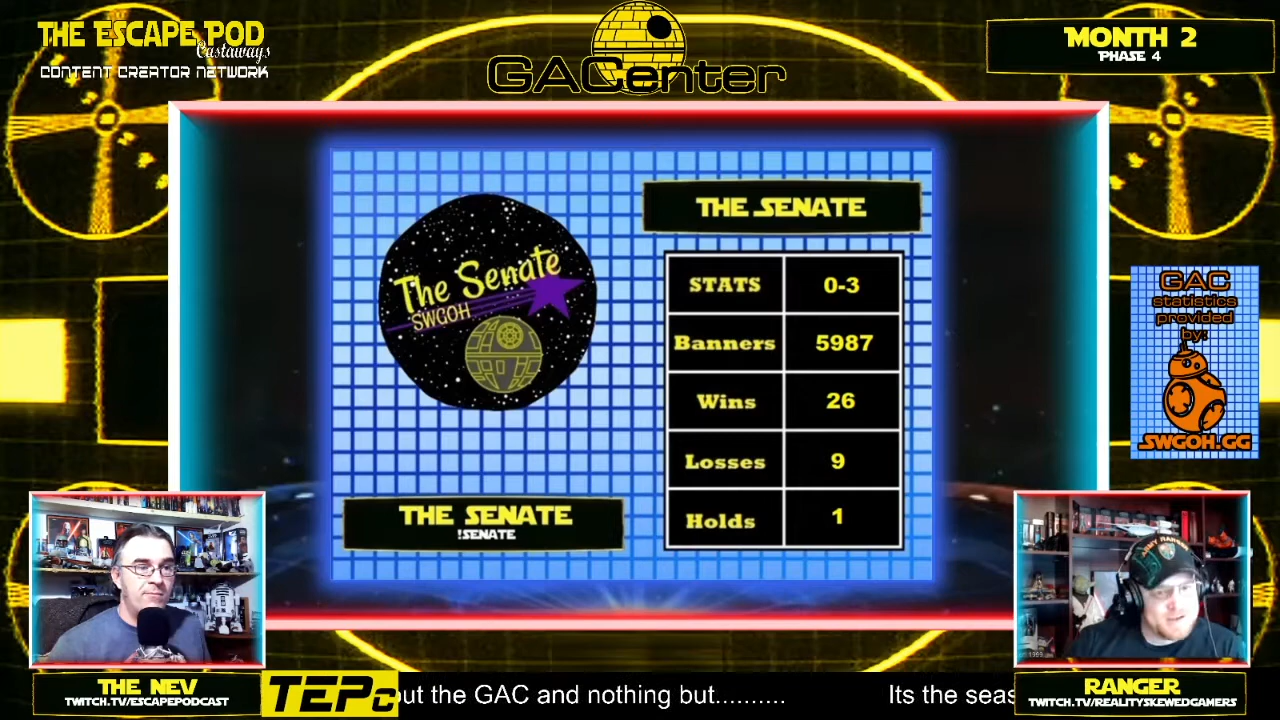 THE ESCAPE POD
Castaways
CONTENT CREATOR NETWORK
GACenter
MONTH 2
PHASE 4
The Senate
SWGOH
THE SENATE
STATS 0-3
Banners 5987
Wins 26
Losses 9
Holds 1
THE SENATE
!SENATE
GAC
statistics
provided
by:
SWGOH.GG
THE NEV
TWITCH.TV/ESCAPEPODCAST
TEPc
out the GAC and nothing but.......... Its the seas
RANGER
TWITCH.TV/REALITYSKEWEDGAMERS